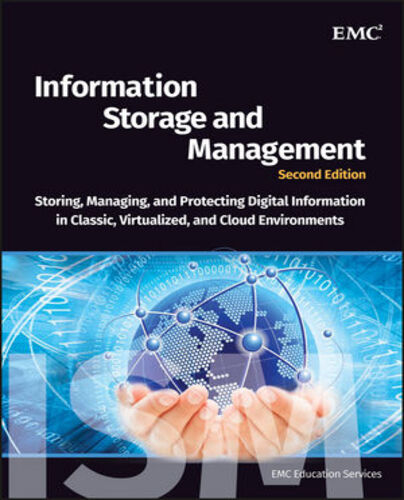 EMC²
Information
Storage and
Management
Second Edition
Storing, Managing, and Protecting Digital Information
in Classic, Virtualized, and Cloud Environments
ISM
EMC Education Services